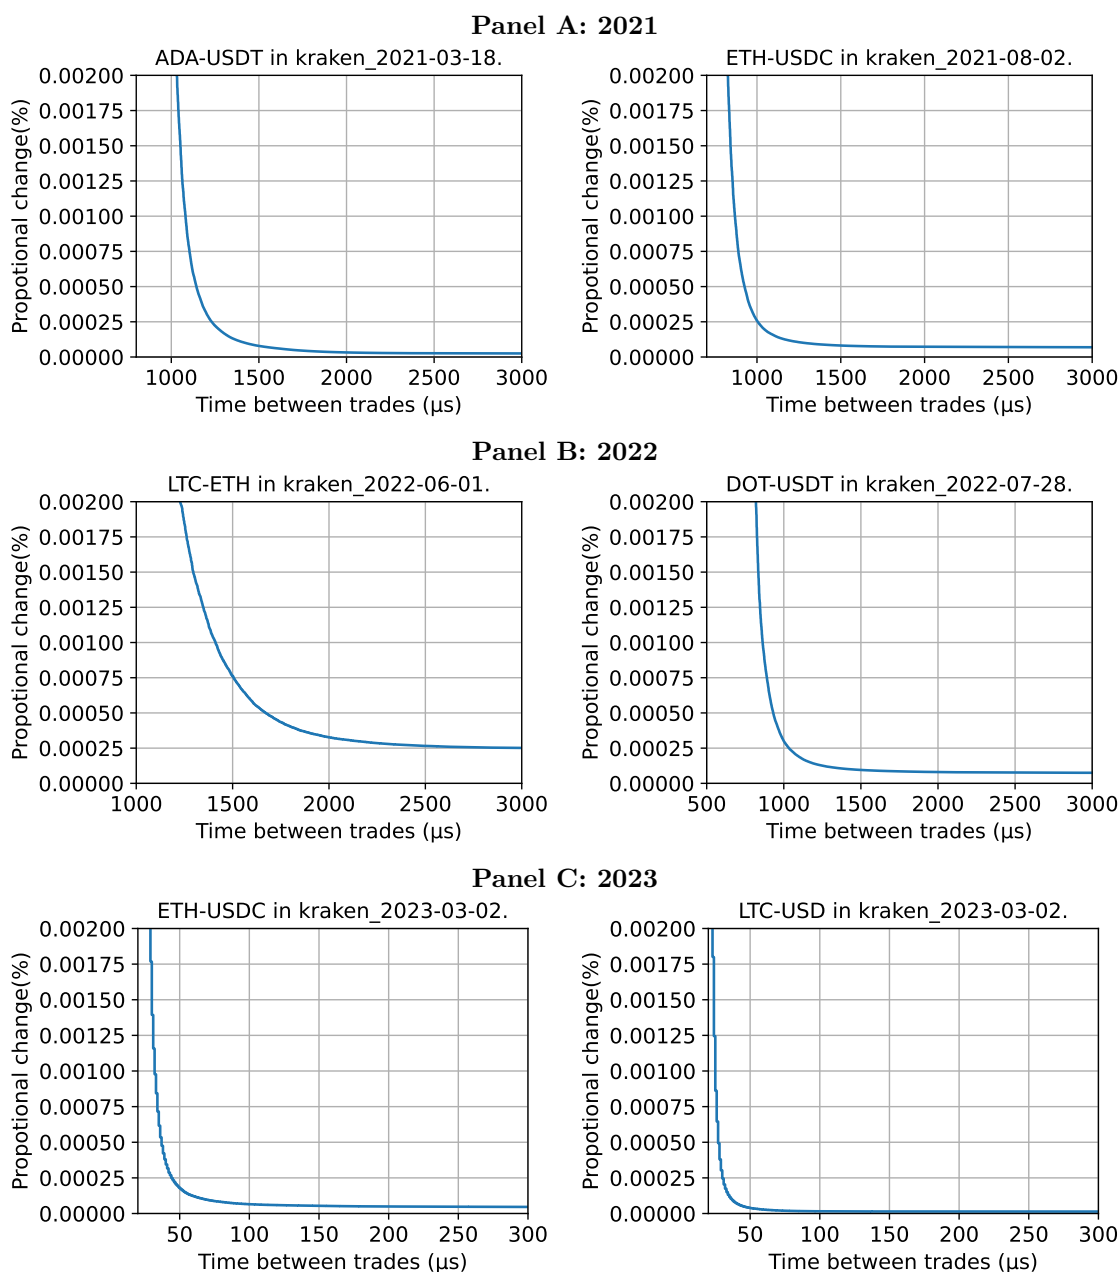 Panel A: 2021
ADA-USDT in kraken_2021-03-18.
Propotional change(%)
0.00200
0.00175
0.00150
0.00125
0.00100
0.00075
0.00050
0.00025
0.00000
1000 1500 2000 2500 3000
Time between trades (µs)
ETH-USDC in kraken_2021-08-02.
Propotional change(%)
0.00200
0.00175
0.00150
0.00125
0.00100
0.00075
0.00050
0.00025
0.00000
1000 1500 2000 2500 3000
Time between trades (µs)
Panel B: 2022
LTC-ETH in kraken_2022-06-01.
Propotional change(%)
0.00200
0.00175
0.00150
0.00125
0.00100
0.00075
0.00050
0.00025
0.00000
1000 1500 2000 2500 3000
Time between trades (µs)
DOT-USDT in kraken_2022-07-28.
Propotional change(%)
0.00200
0.00175
0.00150
0.00125
0.00100
0.00075
0.00050
0.00025
0.00000
500 1000 1500 2000 2500 3000
Time between trades (µs)
Panel C: 2023
ETH-USDC in kraken_2023-03-02.
Propotional change(%)
0.00200
0.00175
0.00150
0.00125
0.00100
0.00075
0.00050
0.00025
0.00000
50 100 150 200 250 300
Time between trades (µs)
LTC-USD in kraken_2023-03-02.
Propotional change(%)
0.00200
0.00175
0.00150
0.00125
0.00100
0.00075
0.00050
0.00025
0.00000
50 100 150 200 250 300
Time between trades (µs)